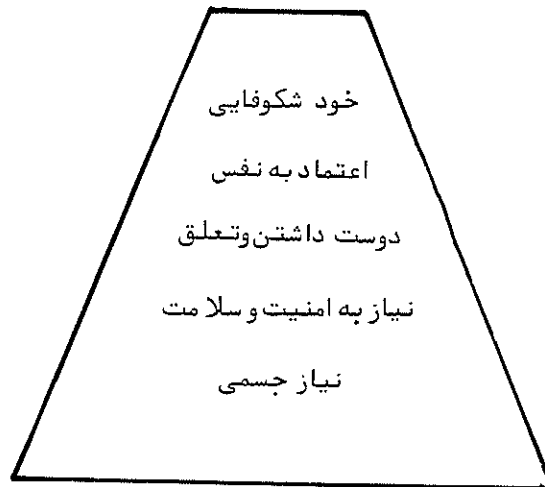 خود شکوفایی
اعتماد به نفس
دوست داشتن وتعلق
نیاز به امنیت و سلامت
نیاز جسمی